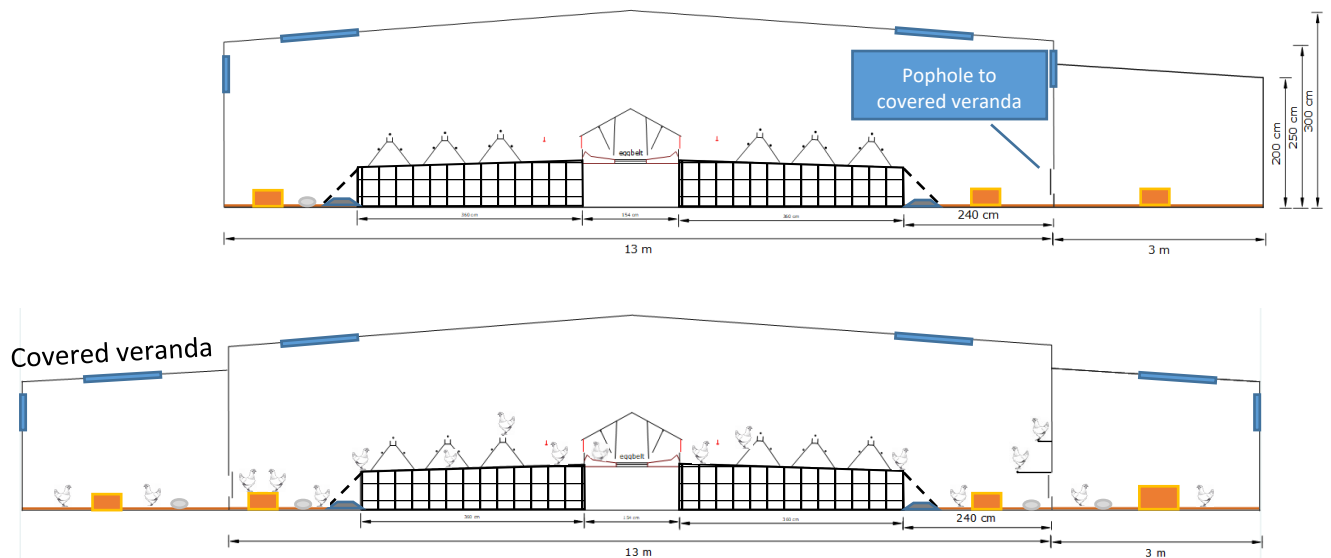 Pophole to
covered veranda
eggbelt
200 cm
250 cm
300 cm
360 cm
154 cm
360 cm
240 cm
13 m
3 m
Covered veranda
eggbelt
240 cm
13 m
3 m